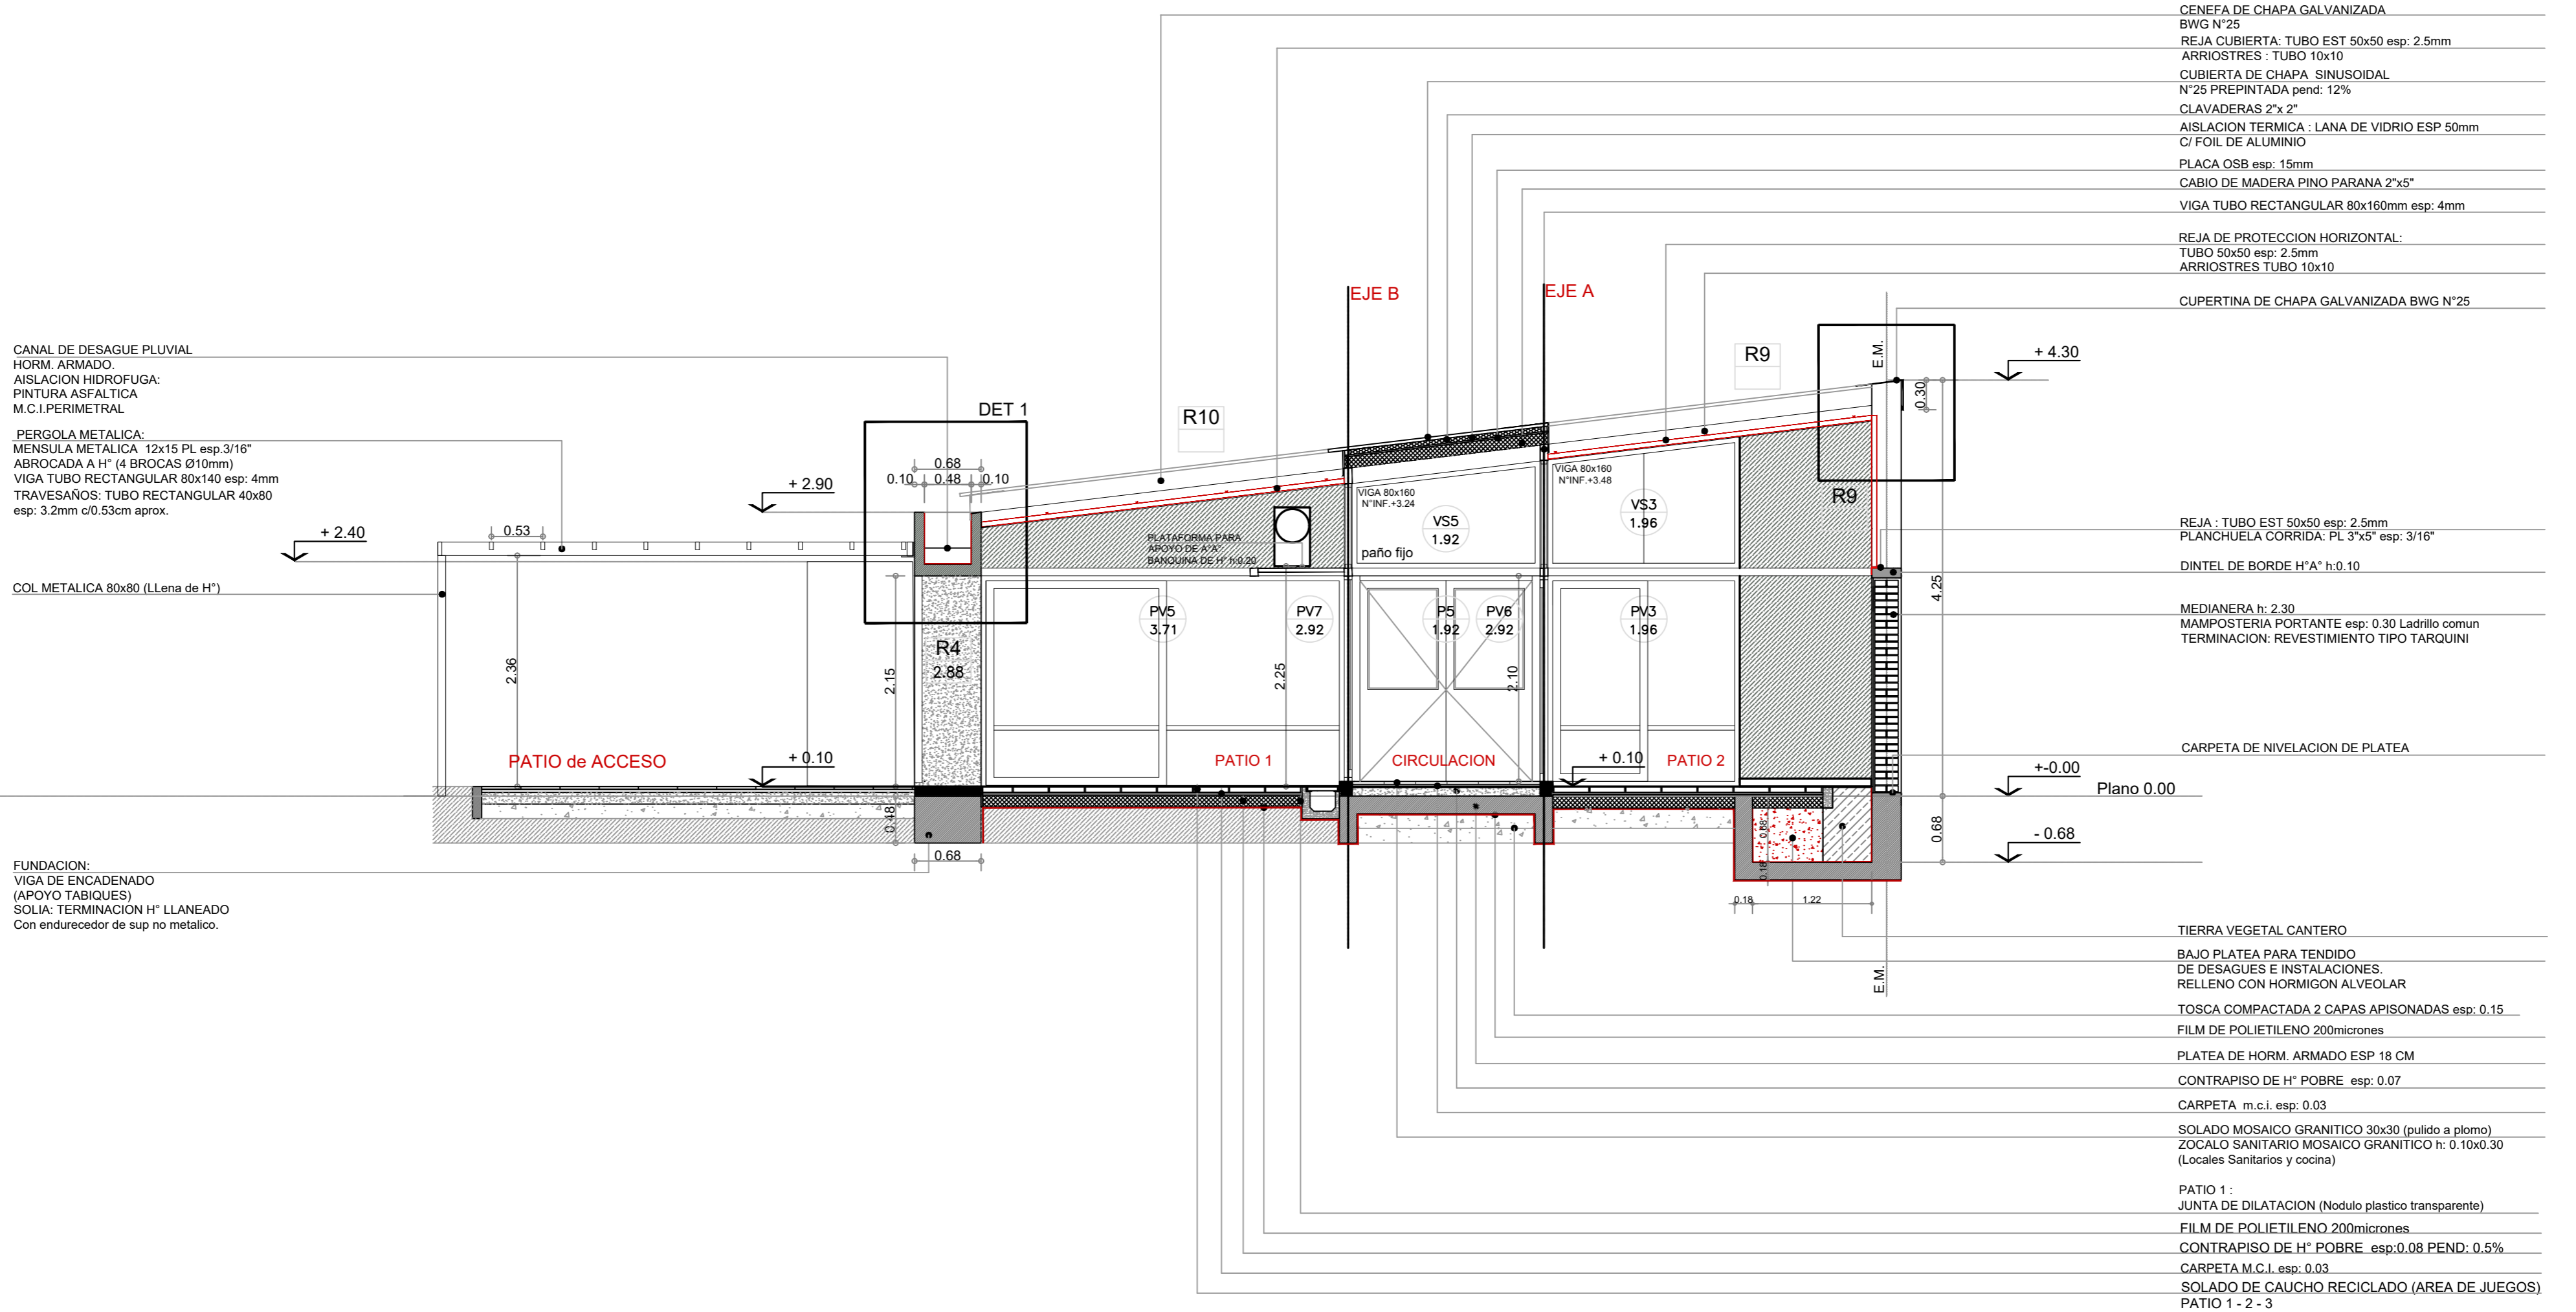 CENEFA DE CHAPA GALVANIZADA
BWG N°25
REJA CUBIERTA: TUBO EST 50x50 esp: 2.5mm
ARRIOSTRES : TUBO 10x10
CUBIERTA DE CHAPA SINUSOIDAL
N°25 PREPINTADA pend: 12%
CLAVADERAS 2"x 2"
AISLACION TERMICA : LANA DE VIDRIO ESP 50mm
C/ FOIL DE ALUMINIO
PLACA OSB esp: 15mm
CABIO DE MADERA PINO PARANA 2"x5"
VIGA TUBO RECTANGULAR 80x160mm esp: 4mm
REJA DE PROTECCION HORIZONTAL:
TUBO 50x50 esp: 2.5mm
ARRIOSTRES TUBO 10x10
CUPERTINA DE CHAPA GALVANIZADA BWG N°25
EJE B
EJE A
CANAL DE DESAGUE PLUVIAL
HORM. ARMADO.
AISLACION HIDROFUGA:
PINTURA ASFALTICA
M.C.I.PERIMETRAL
PERGOLA METALICA:
MENSULA METALICA 12x15 PL esp.3/16"
ABROCADA A H° (4 BROCAS Ø10mm)
VIGA TUBO RECTANGULAR 80x140 esp: 4mm
TRAVESAÑOS: TUBO RECTANGULAR 40x80
esp: 3.2mm c/0.53cm aprox.
COL METALICA 80x80 (LLena de H°)
FUNDACION:
VIGA DE ENCADENADO
(APOYO TABIQUES)
SOLIA: TERMINACION H° LLANEADO
Con endurecedor de sup no metalico.
+ 2.40
0.53
2.36
PATIO de ACCESO
+ 2.90
+ 0.10
DET 1
0.68
0.10
0.48
0.10
2.15
R4
2.88
0.48
0.68
R10
PLATAFORMA PARA
APOYO DE A°A°:
BANQUINA DE H° h:0.20
PV5
3.71
PV7
2.92
2.25
PATIO 1
VIGA 80x160
N°INF.+3.24
VS5
1.92
paño fijo
P5
1.92
PV6
2.92
2.10
CIRCULACION
VIGA 80x160
N°INF.+3.48
VS3
1.96
PV3
1.96
+ 0.10
PATIO 2
R9
R9
E.M.
0.30
+ 4.30
4.25
0.68
0.68
0.18
0.18
1.22
E.M.
+-0.00
Plano 0.00
- 0.68
REJA : TUBO EST 50x50 esp: 2.5mm
PLANCHUELA CORRIDA: PL 3"x5" esp: 3/16"
DINTEL DE BORDE H°A° h:0.10
MEDIANERA h: 2.30
MAMPOSTERIA PORTANTE esp: 0.30 Ladrillo comun
TERMINACION: REVESTIMIENTO TIPO TARQUINI
CARPETA DE NIVELACION DE PLATEA
TIERRA VEGETAL CANTERO
BAJO PLATEA PARA TENDIDO
DE DESAGUES E INSTALACIONES.
RELLENO CON HORMIGON ALVEOLAR
TOSCA COMPACTADA 2 CAPAS APISONADAS esp: 0.15
FILM DE POLIETILENO 200micrones
PLATEA DE HORM. ARMADO ESP 18 CM
CONTRAPISO DE H° POBRE esp: 0.07
CARPETA m.c.i. esp: 0.03
SOLADO MOSAICO GRANITICO 30x30 (pulido a plomo)
ZOCALO SANITARIO MOSAICO GRANITICO h: 0.10x0.30
(Locales Sanitarios y cocina)
PATIO 1 :
JUNTA DE DILATACION (Nodulo plastico transparente)
FILM DE POLIETILENO 200micrones
CONTRAPISO DE H° POBRE esp:0.08 PEND: 0.5%
CARPETA M.C.I. esp: 0.03
SOLADO DE CAUCHO RECICLADO (AREA DE JUEGOS)
PATIO 1 - 2 - 3